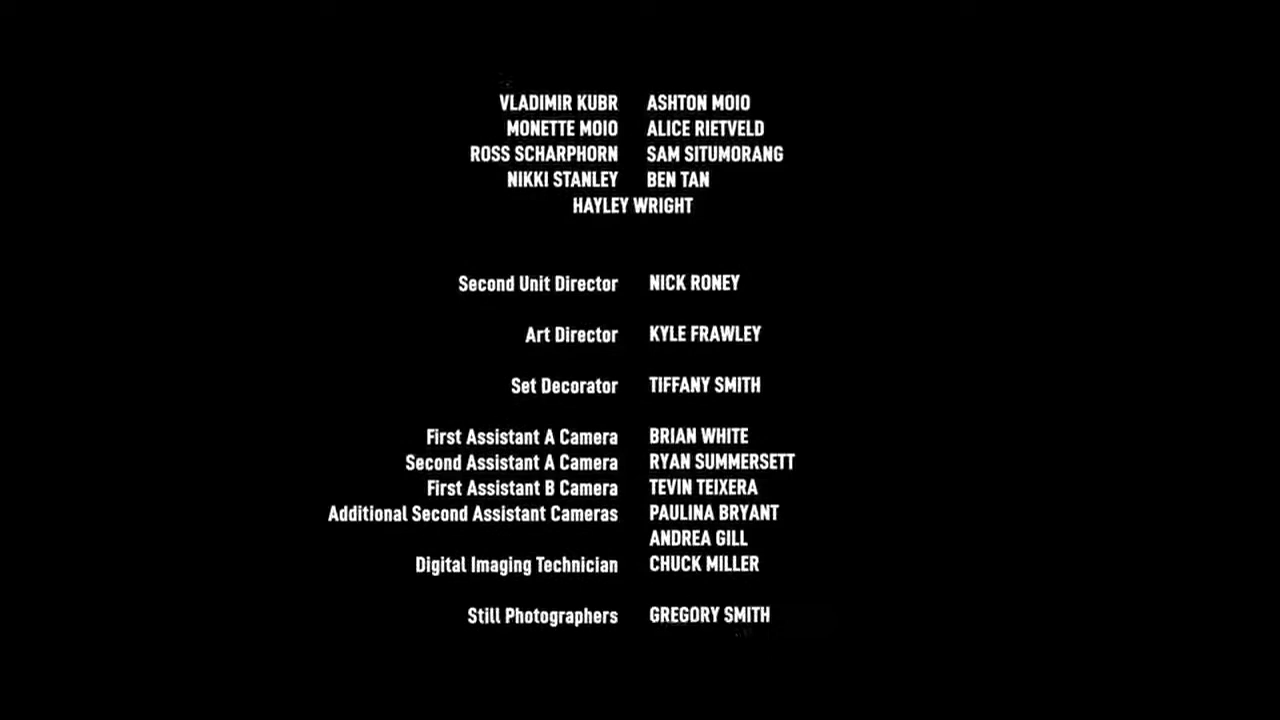 VLADIMIR KUBR ASHTON MOIO
MONETTE MOIO ALICE RIETVELD
ROSS SCHARPHORN SAM SITUMORANG
NIKKI STANLEY BEN TAN
HAYLEY WRIGHT
Second Unit Director NICK RONEY
Art Director KYLE FRAWLEY
Set Decorator TIFFANY SMITH
First Assistant A Camera BRIAN WHITE
Second Assistant A Camera RYAN SUMMERSETT
First Assistant B Camera TEVIN TEIXERA
Additional Second Assistant Cameras PAULINA BRYANT
ANDREA GILL
Digital Imaging Technician CHUCK MILLER
Still Photographers GREGORY SMITH